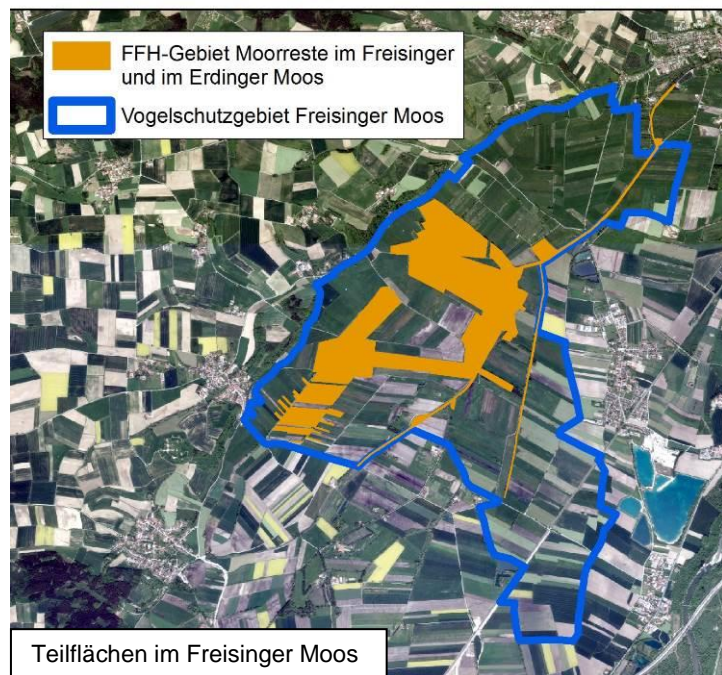 FFH-Gebiet Moorreste im Freisinger
und im Erdinger Moos
Vogelschutzgebiet Freisinger Moos
Teilflächen im Freisinger Moos